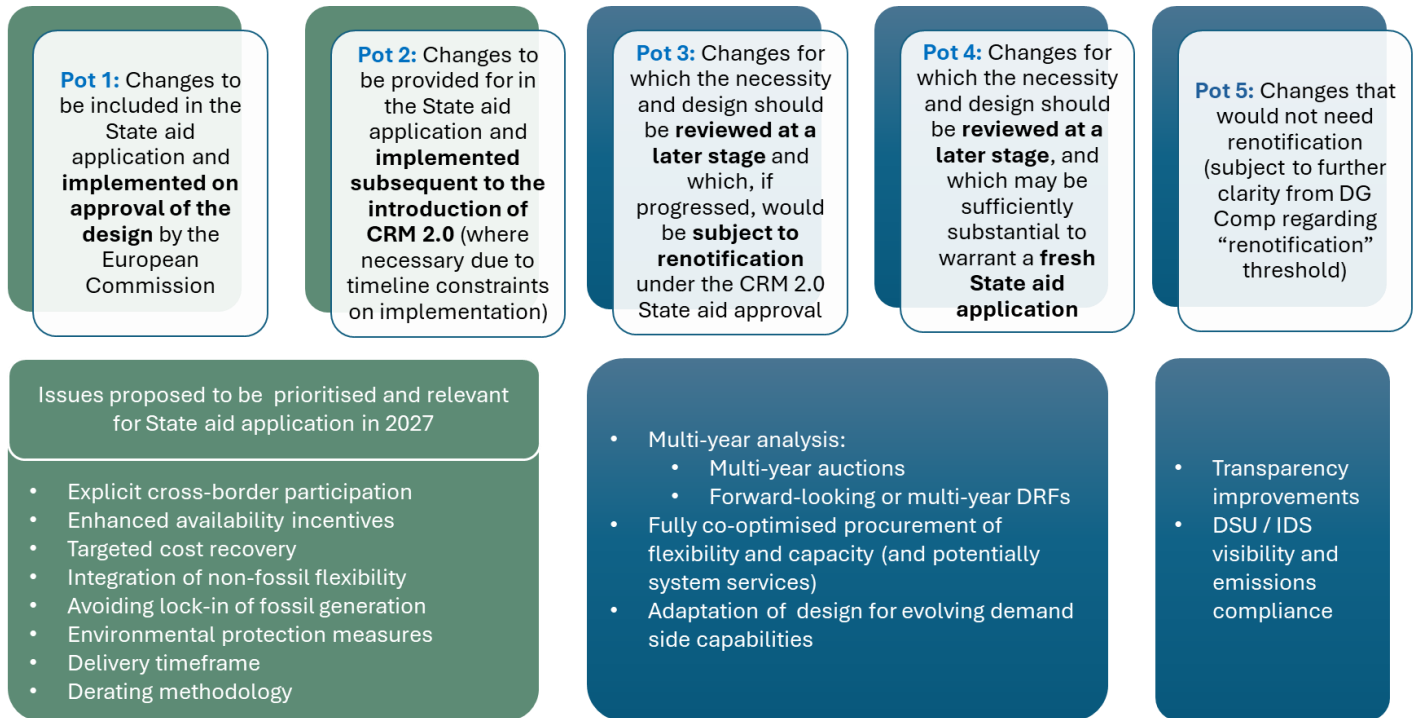 Pot 1: Changes to
be included in the
State aid
application and
implemented on
approval of the
design by the
European
Commission
Pot 2: Changes to
be provided for in
the State aid
application and
implemented
subsequent to the
introduction of
CRM 2.0 (where
necessary due to
timeline constraints
on implementation)
Pot 3: Changes for
which the necessity
and design should
be reviewed at a
later stage and
which, if
progressed, would
be subject to
renotification
under the CRM 2.0
State aid approval
Pot 4: Changes for
which the necessity
and design should
be reviewed at a
later stage, and
which may be
sufficiently
substantial to
warrant a fresh
State aid
application
Pot 5: Changes that
would not need
renotification
(subject to further
clarity from DG
Comp regarding
“renotification”
threshold)
Issues proposed to be prioritised and relevant
for State aid application in 2027
• Explicit cross-border participation
• Enhanced availability incentives
• Targeted cost recovery
• Integration of non-fossil flexibility
• Avoiding lock-in of fossil generation
• Environmental protection measures
• Delivery timeframe
• Derating methodology
• Multi-year analysis:
• Multi-year auctions
• Forward-looking or multi-year DRFs
• Fully co-optimised procurement of
flexibility and capacity (and potentially
system services)
• Adaptation of design for evolving demand
side capabilities
• Transparency
improvements
• DSU / IDS
visibility and
emissions
compliance